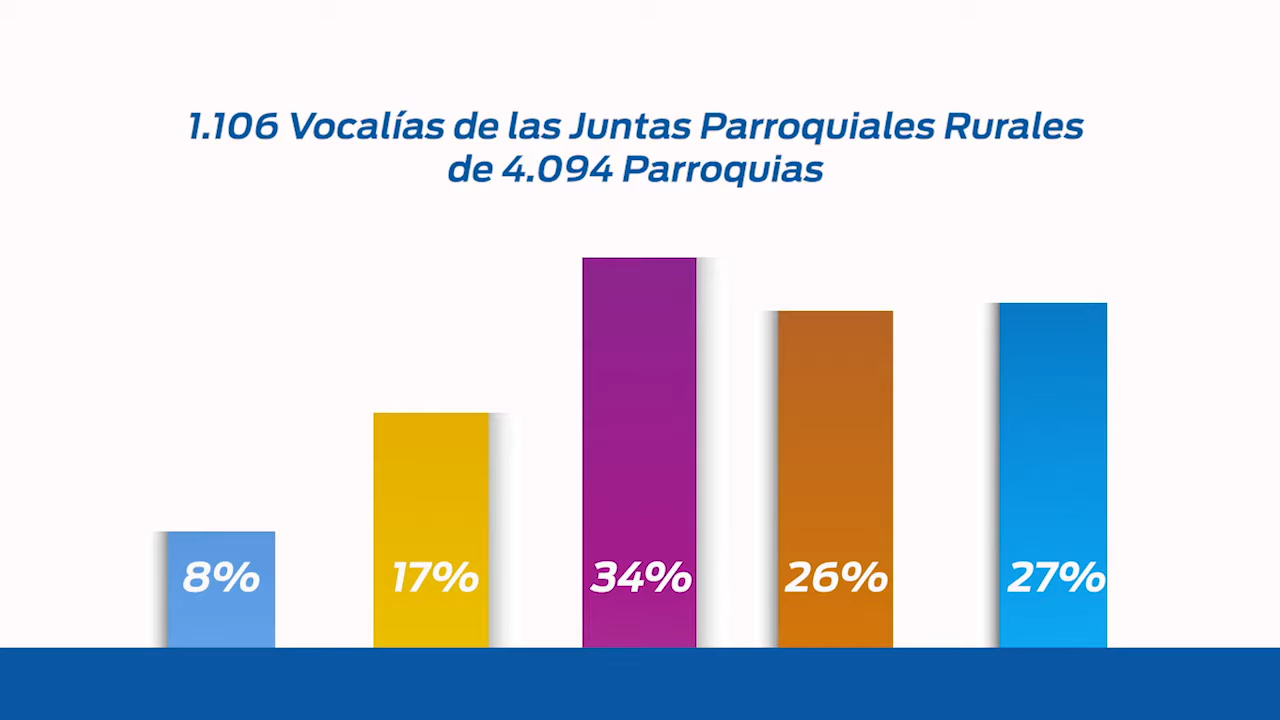 1.106 Vocalías de las Juntas Parroquiales Rurales
de 4.094 Parroquias
8%
17%
34%
26%
27%